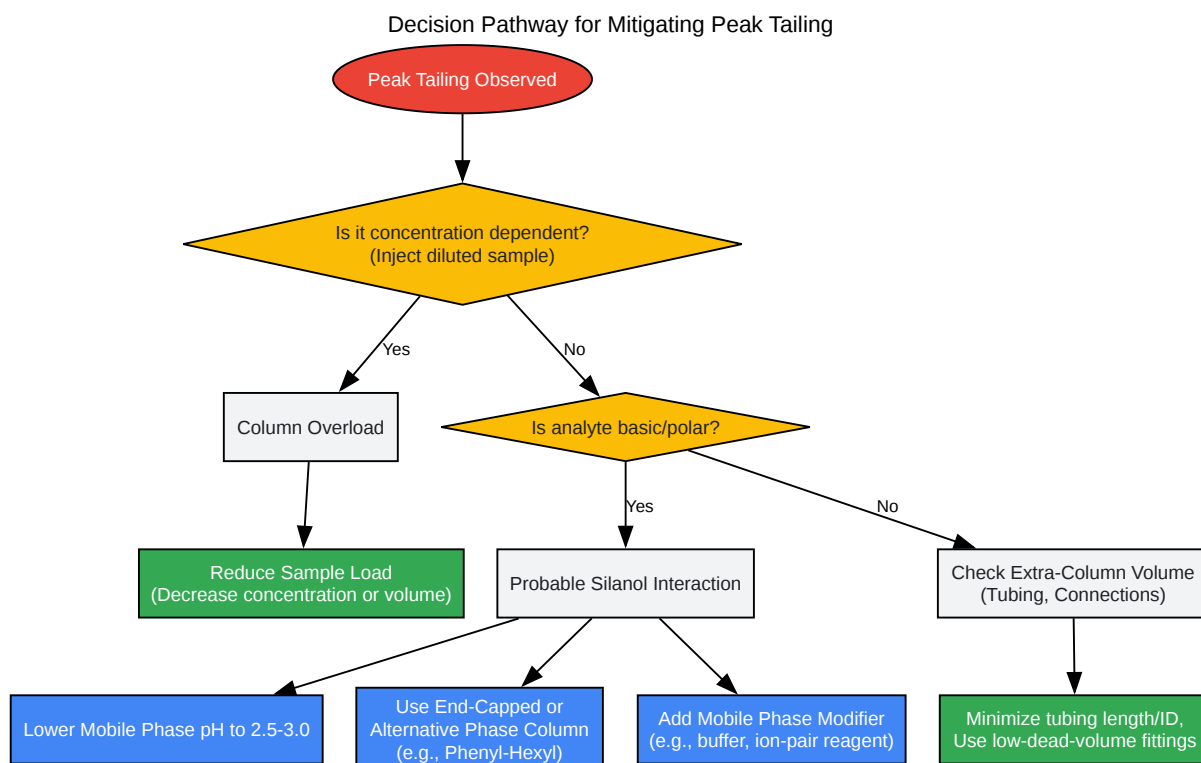 Decision Pathway for Mitigating Peak Tailing
Peak Tailing Observed
Is it concentration dependent?
(Inject diluted sample)
Yes
No
Column Overload
Is analyte basic/polar?
Yes
No
Reduce Sample Load
(Decrease concentration or volume)
Probable Silanol Interaction
Check Extra-Column Volume
(Tubing, Connections)
Lower Mobile Phase pH to 2.5-3.0
Use End-Capped or
Alternative Phase Column
(e.g., Phenyl-Hexyl)
Add Mobile Phase Modifier
(e.g., buffer, ion-pair reagent)
Minimize tubing length/ID,
Use low-dead-volume fittings